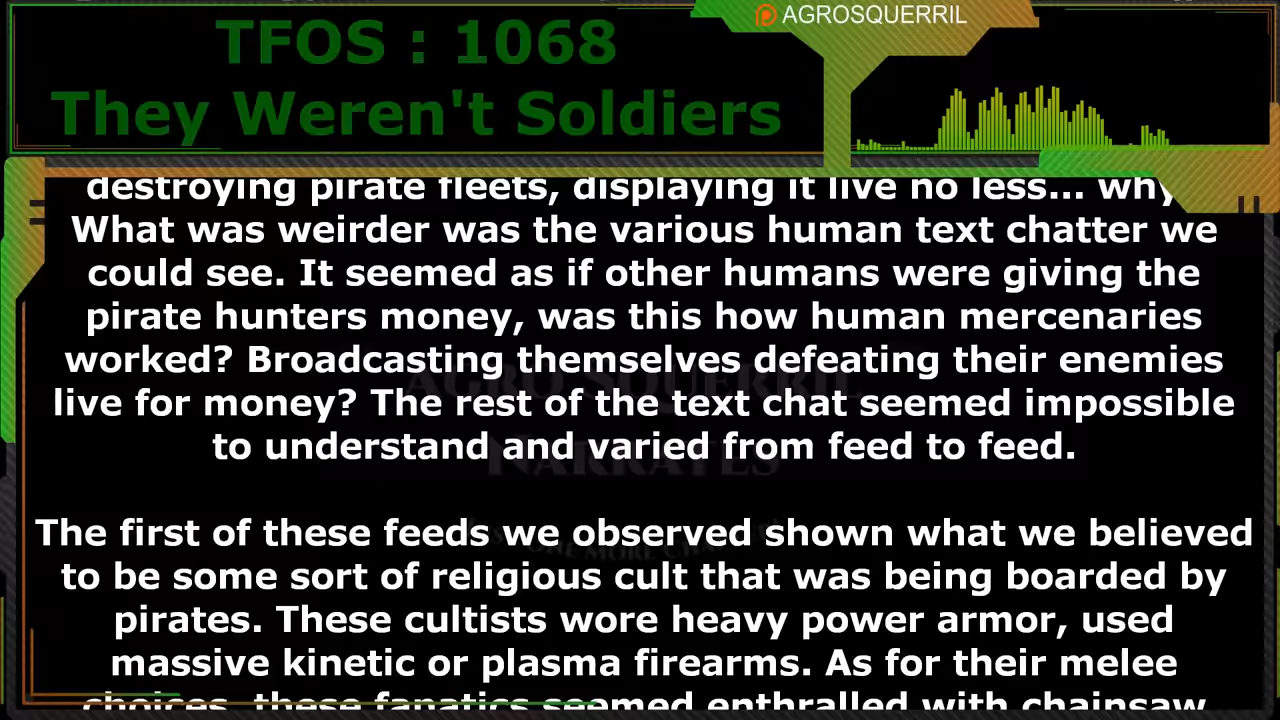 AGROSQUERRIL
TFOS : 1068
They Weren't Soldiers
destroying pirate fleets, displaying it live no less... why
What was weirder was the various human text chatter we
could see. It seemed as if other humans were giving the
pirate hunters money, was this how human mercenaries
worked? Broadcasting themselves defeating their enemies
live for money? The rest of the text chat seemed impossible
to understand and varied from feed to feed.
The first of these feeds we observed shown what we believed
to be some sort of religious cult that was being boarded by
pirates. These cultists wore heavy power armor, used
massive kinetic or plasma firearms. As for their melee
choices, these fanatics seemed enthralled with chainsaw
AGRO SQUERRIL
NARRATES